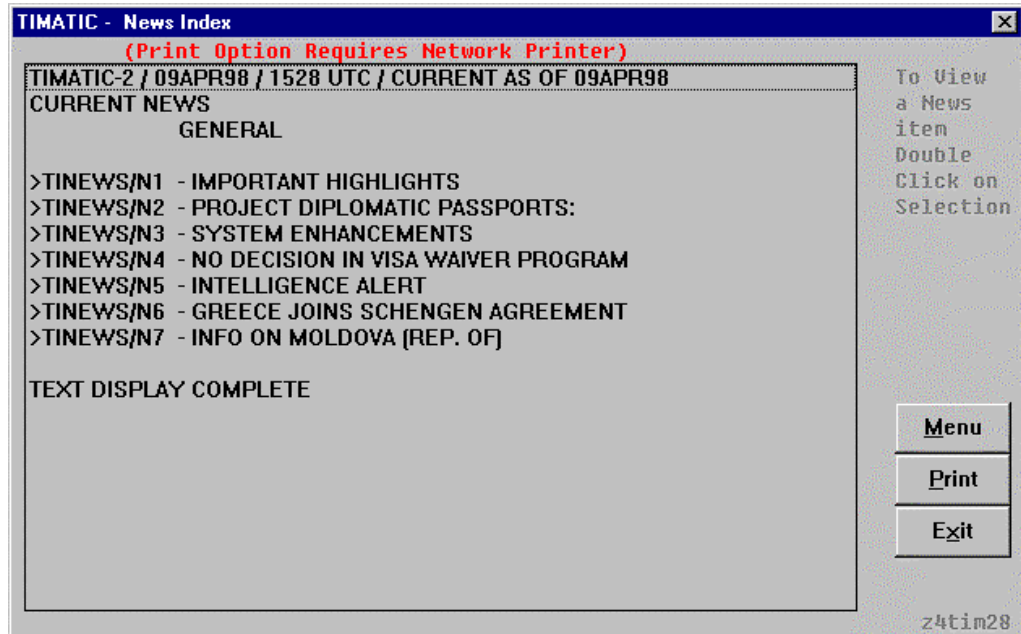 TIMATIC - News Index
(Print Option Requires Network Printer)
TIMATIC-2 / 09APR98 / 1528 UTC / CURRENT AS OF 09APR98
CURRENT NEWS
GENERAL
>TINEWS/N1 - IMPORTANT HIGHLIGHTS
>TINEWS/N2 - PROJECT DIPLOMATIC PASSPORTS:
>TINEWS/N3 - SYSTEM ENHANCEMENTS
>TINEWS/N4 - NO DECISION IN VISA WAIVER PROGRAM
>TINEWS/N5 - INTELLIGENCE ALERT
>TINEWS/N6 - GREECE JOINS SCHENGEN AGREEMENT
>TINEWS/N7 - INFO ON MOLDOVA (REP. OF)
TEXT DISPLAY COMPLETE
To View
a News
item
Double
Click on
Selection
Menu
Print
Exit
z4tim28